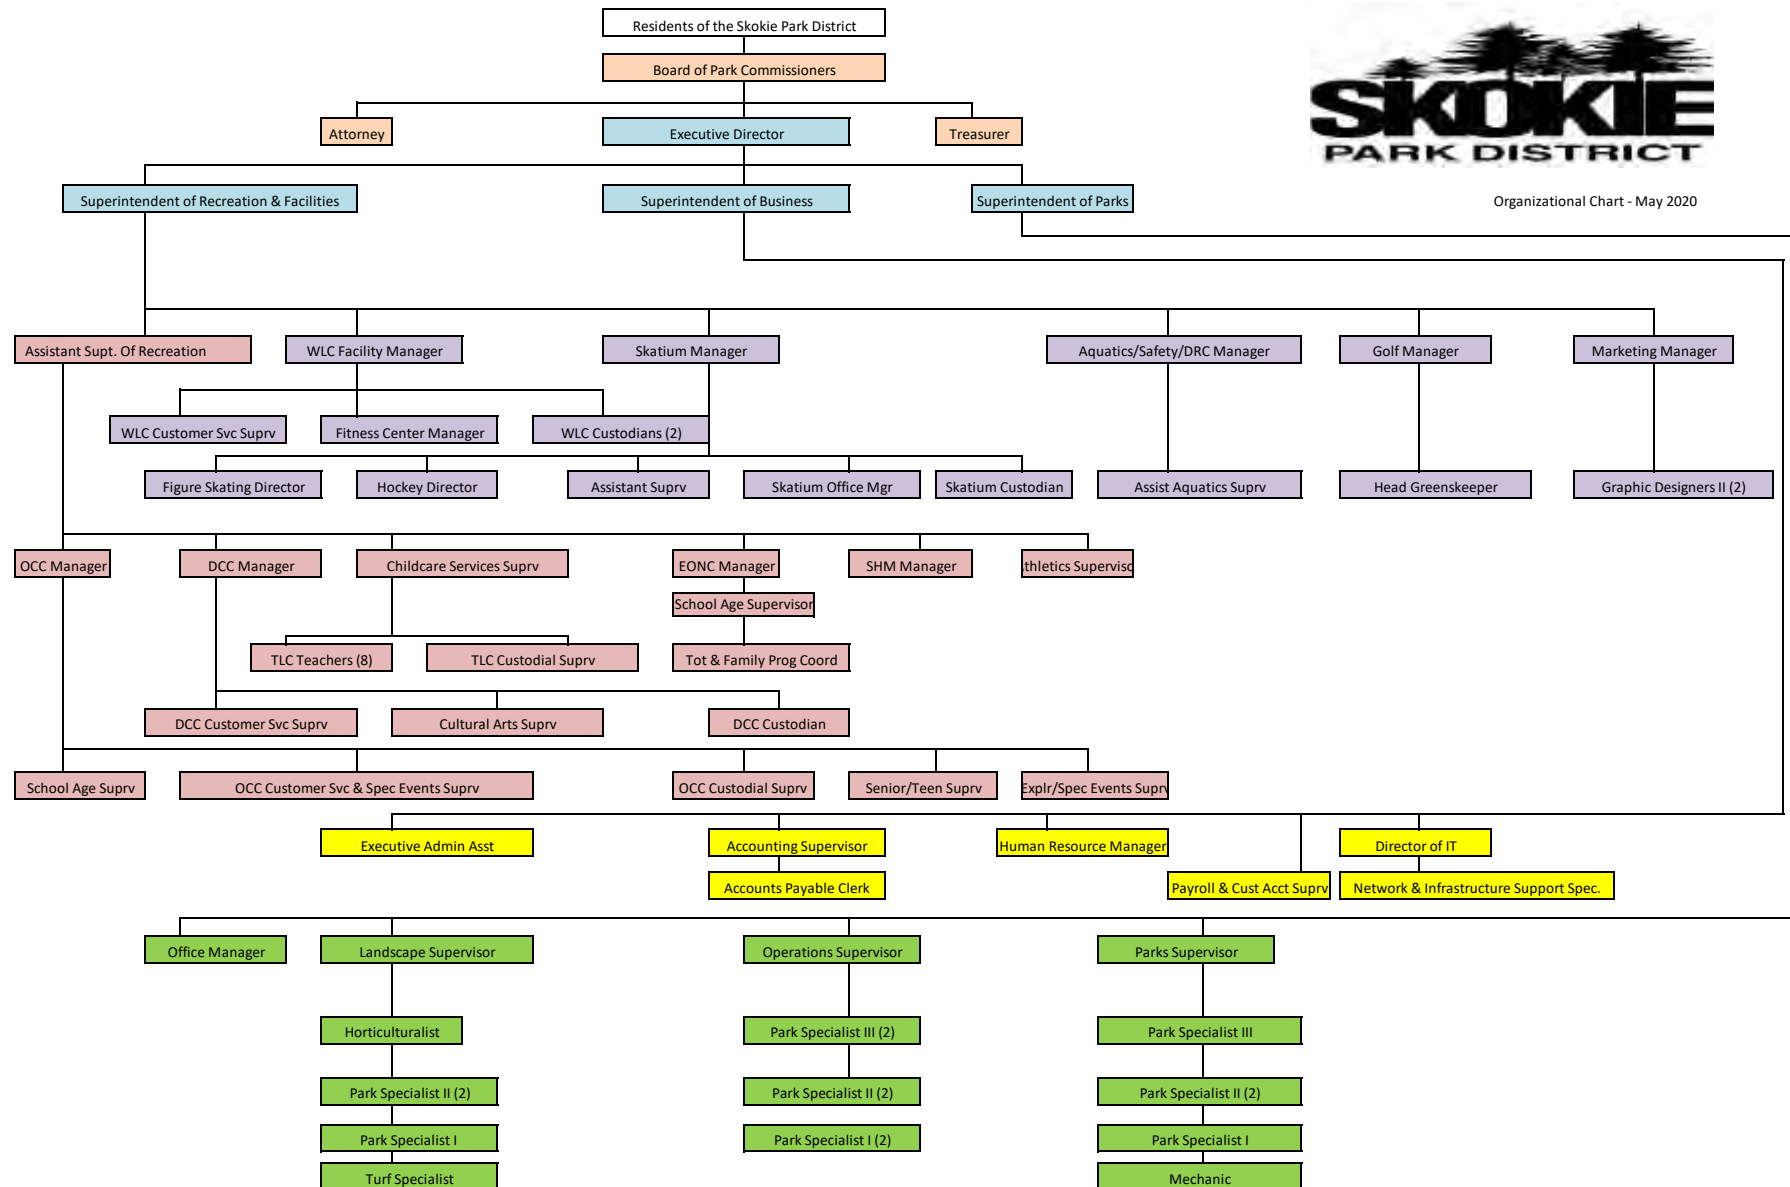 Residents of the Skokie Park District
Board of Park Commissioners
Attorney
Executive Director
Treasurer
SKOKIE
PARK DISTRICT
Superintendent of Recreation & Facilities
Superintendent of Business
Superintendent of Parks
Organizational Chart - May 2020
Assistant Supt. Of Recreation
WLC Facility Manager
Skatium Manager
Aquatics/Safety/DRC Manager
Golf Manager
Marketing Manager
WLC Customer Svc Suprv
Fitness Center Manager
WLC Custodians (2)
Figure Skating Director
Hockey Director
Assistant Suprv
Skatium Office Mgr
Skatium Custodian
Assist Aquatics Suprv
Head Greenskeeper
Graphic Designers II (2)
OCC Manager
DCC Manager
Childcare Services Suprv
EONC Manager
SHM Manager
thletics Superviso
School Age Supervisor
TLC Teachers (8)
TLC Custodial Suprv
Tot & Family Prog Coord
DCC Customer Svc Suprv
Cultural Arts Suprv
DCC Custodian
School Age Suprv
OCC Customer Svc & Spec Events Suprv
OCC Custodial Suprv
Senior/Teen Suprv
Explr/Spec Events Suprv
Executive Admin Asst
Accounting Supervisor
Human Resource Manager
Director of IT
Accounts Payable Clerk
Payroll & Cust Acct Suprv
Network & Infrastructure Support Spec.
Office Manager
Landscape Supervisor
Operations Supervisor
Parks Supervisor
Horticulturalist
Park Specialist III (2)
Park Specialist III
Park Specialist II (2)
Park Specialist II (2)
Park Specialist II (2)
Park Specialist I
Park Specialist I (2)
Park Specialist I
Turf Specialist
Mechanic